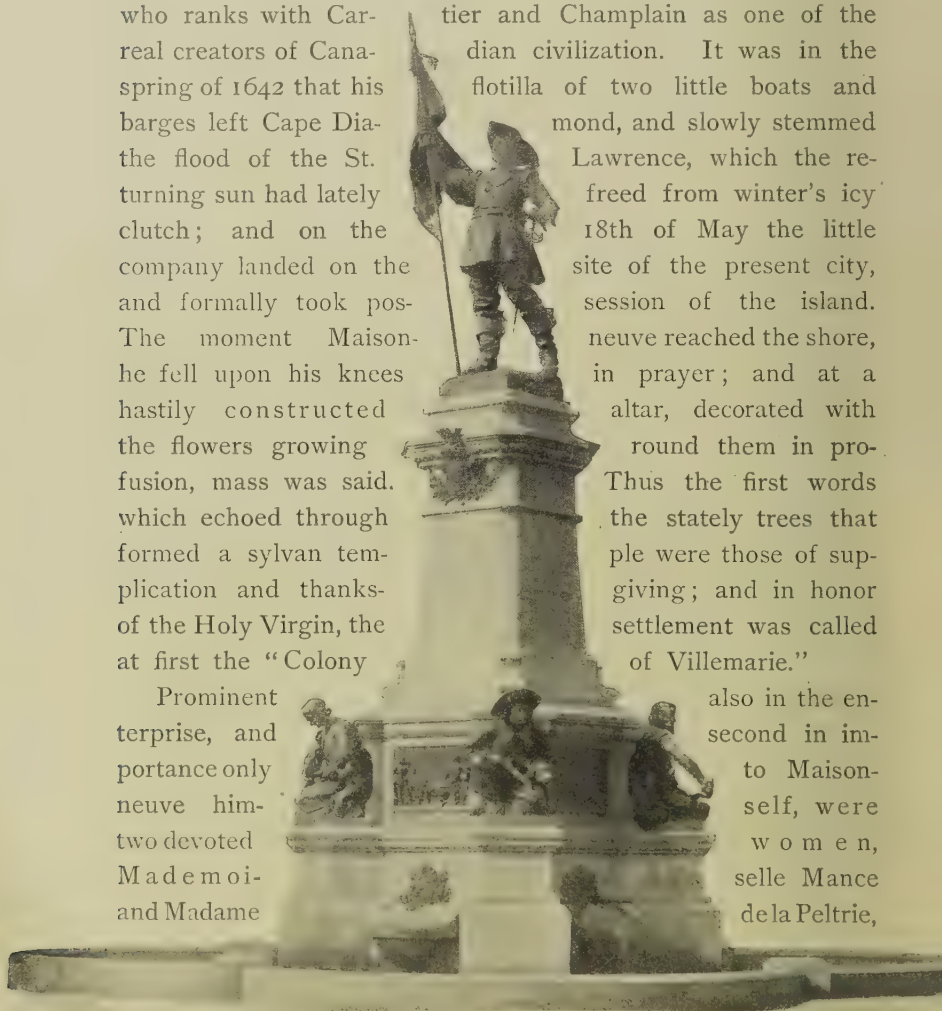 who ranks with Car- tier and Champlain as one of the
real creators of Cana- dian civilization. It was in the
spring of 1642 that his flotilla of two little boats and
barges left Cape Dia- mond, and slowly stemmed
the flood of the St. Lawrence, which the re-
turning sun had lately freed from winter's icy
clutch; and on the 18th of May the little
company landed on the site of the present city,
and formally took pos- session of the island.
The moment Maison- neuve reached the shore,
he fell upon his knees in prayer; and at a
hastily constructed altar, decorated with
the flowers growing round them in pro-
fusion, mass was said. Thus the first words
which echoed through the stately trees that
formed a sylvan tem- ple were those of sup-
plication and thanks- giving; and in honor
of the Holy Virgin, the settlement was called
at first the "Colony of Villemarie."
Prominent also in the en-
terprise, and second in im-
portance only to Maison-
neuve him- self, were
two devoted women,
Mademoi- selle Mance
and Madame de la Peltrie,